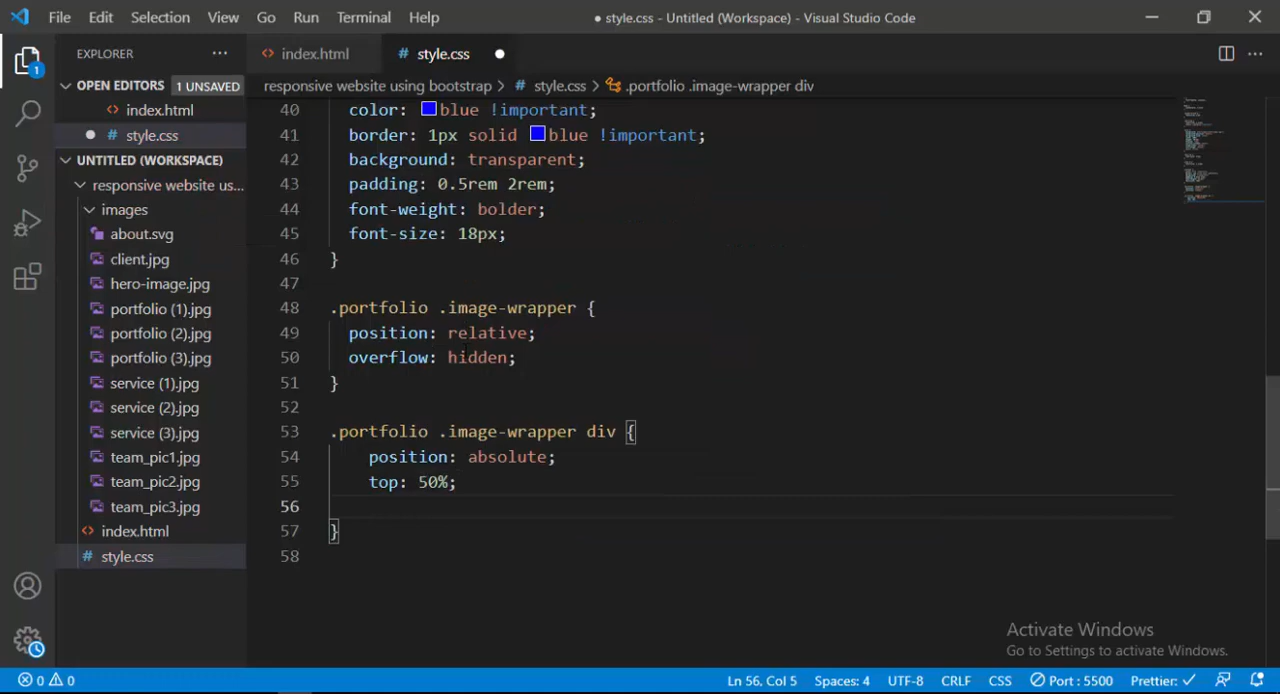 File Edit Selection View Go Run Terminal Help
● style.css - Untitled (Workspace) - Visual Studio Code
EXPLORER ···
index.html
# style.css ●
OPEN EDITORS 1 UNSAVED
index.html
● # style.css
UNTITLED (WORKSPACE)
responsive website us...
images
about.svg
client.jpg
hero-image.jpg
portfolio (1).jpg
portfolio (2).jpg
portfolio (3).jpg
service (1).jpg
service (2).jpg
service (3).jpg
team_pic1.jpg
team_pic2.jpg
team_pic3.jpg
index.html
# style.css
1
responsive website using bootstrap > # style.css > .portfolio .image-wrapper div
40 color: blue !important;
41 border: 1px solid blue !important;
42 background: transparent;
43 padding: 0.5rem 2rem;
44 font-weight: bolder;
45 font-size: 18px;
46 }
47
48 .portfolio .image-wrapper {
49 position: relative;
50 overflow: hidden;
51 }
52
53 .portfolio .image-wrapper div {
54 position: absolute;
55 top: 50%;
56
57 }
58
Activate Windows
Go to Settings to activate Windows.
0 0
Ln 56, Col 5 Spaces: 4 UTF-8 CRLF CSS Port : 5500 Prettier: ✓